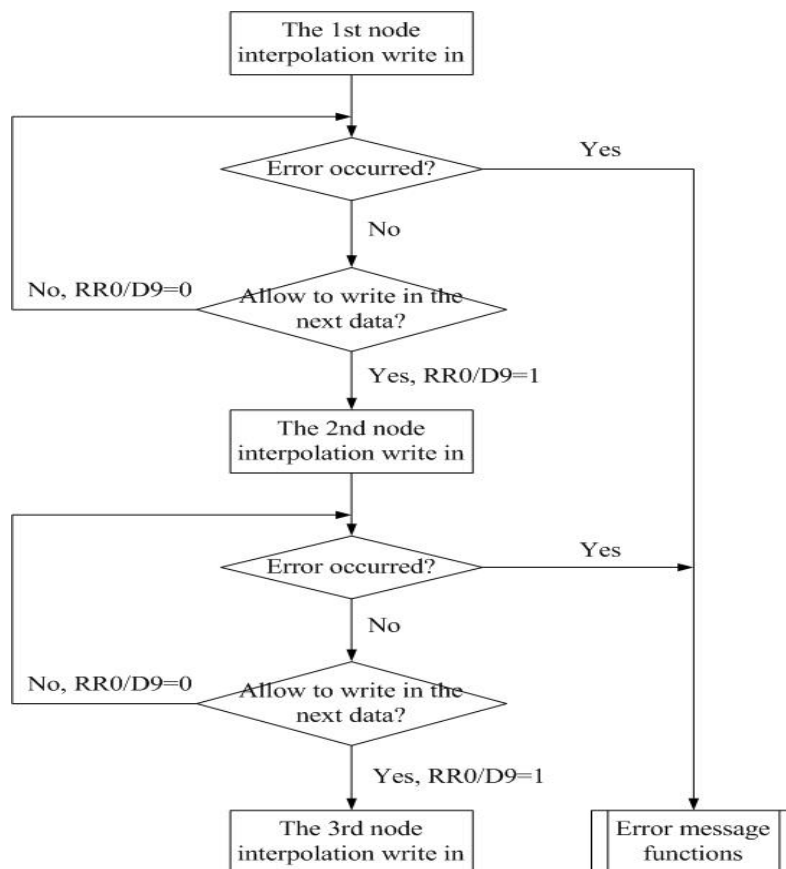 The 1st node
interpolation write in
Error occurred?
Yes
No
No, RR0/D9=0
Allow to write in the
next data?
Yes, RR0/D9=1
The 2nd node
interpolation write in
Error occurred?
Yes
No
No, RR0/D9=0
Allow to write in the
next data?
Yes, RR0/D9=1
The 3rd node
interpolation write in
Error message
functions